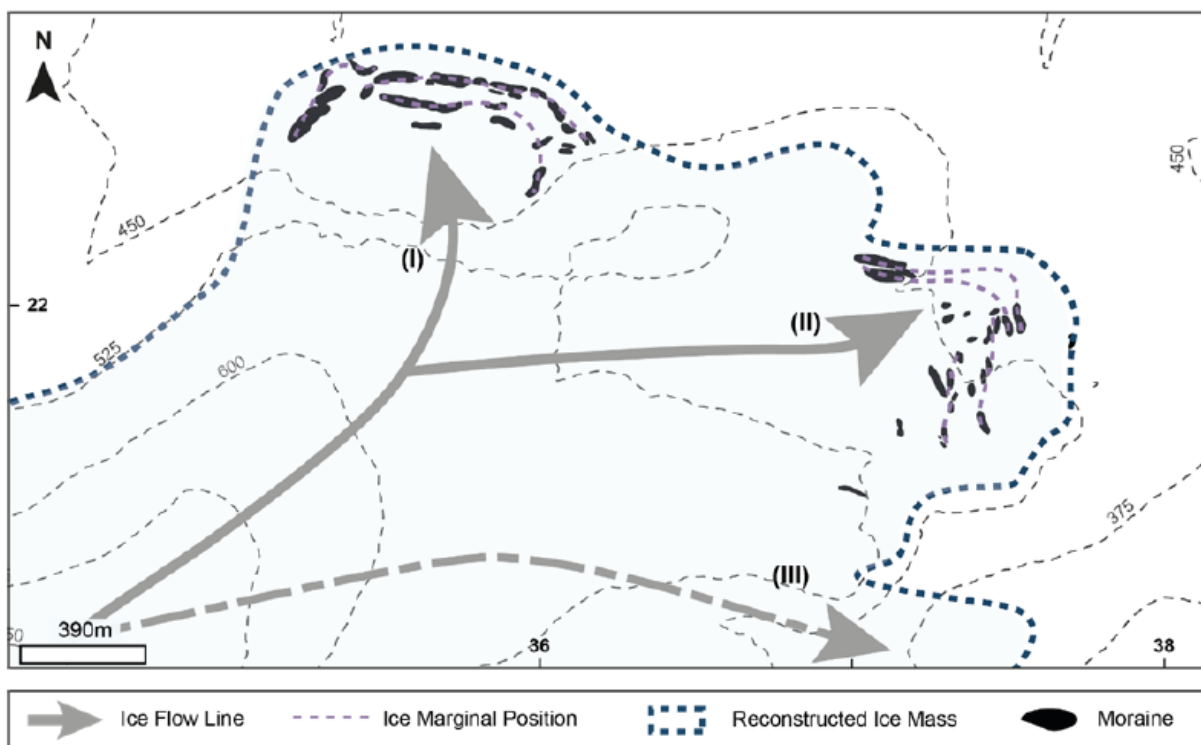 N
450
450
(I)
22
(II)
525
600
375
(III)
390m
50
36
38
Ice Flow Line
Ice Marginal Position
Reconstructed Ice Mass
Moraine